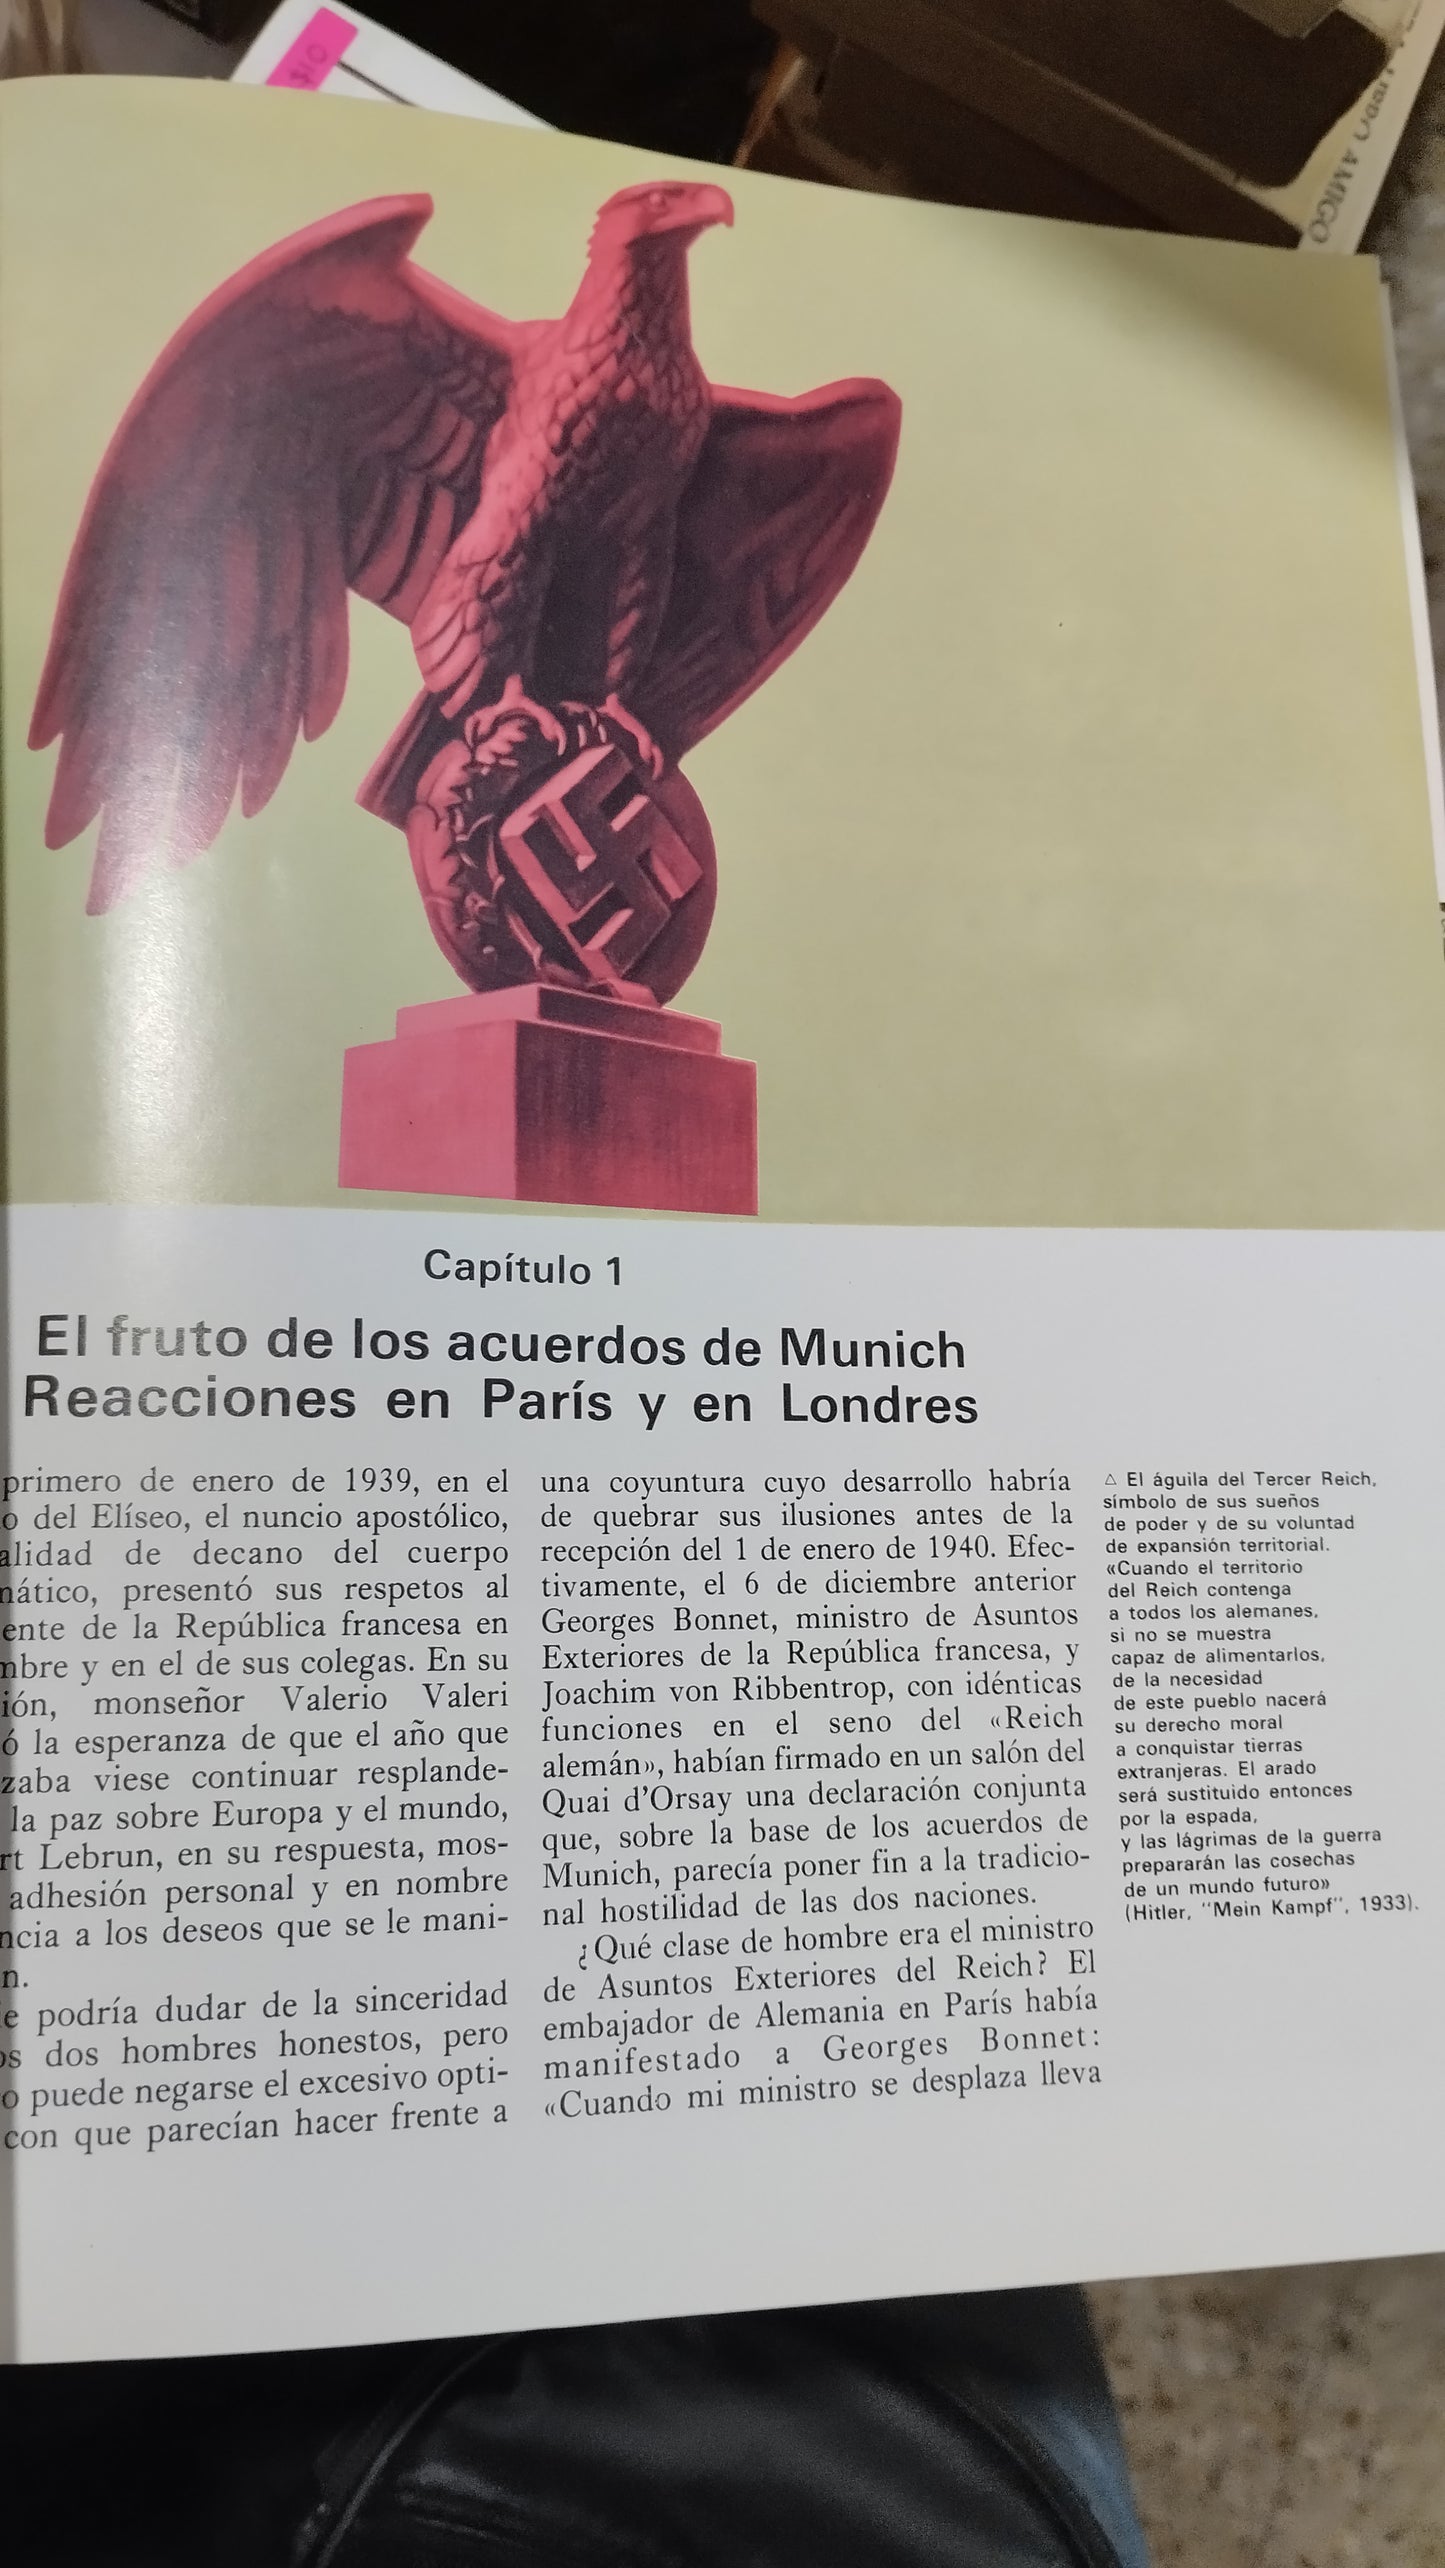 $10
AMIGO
Capítulo 1
El fruto de los acuerdos de Munich
Reacciones en París y en Londres
primero de enero de 1939, en el
del Elíseo, el nuncio apostólico,
de decano del cuerpo
presentó sus respetos al
de la República francesa en
y en el de sus colegas. En su
monseñor Valerio Valeri
la esperanza de que el año que
viese continuar resplande-
la paz sobre Europa y el mundo,
Lebrun, en su respuesta, mos-
adhesión personal y en nombre
a los deseos que se le mani-
podría dudar de la sinceridad
dos hombres honestos, pero
puede negarse el excesivo opti-
con que parecían hacer frente a
una coyuntura cuyo desarrollo habría
de quebrar sus ilusiones antes de la
recepción del 1 de enero de 1940. Efec-
tivamente, el 6 de diciembre anterior
Georges Bonnet, ministro de Asuntos
Exteriores de la República francesa, y
Joachim von Ribbentrop, con idénticas
funciones en el seno del «Reich
alemán», habían firmado en un salón del
Quai d'Orsay una declaración conjunta
que, sobre la base de los acuerdos de
Munich, parecía poner fin a la tradicio-
nal hostilidad de las dos naciones.
¿Qué clase de hombre era el ministro
de Asuntos Exteriores del Reich? El
embajador de Alemania en París había
manifestado a Georges Bonnet:
«Cuando mi ministro se desplaza lleva
△ El águila del Tercer Reich,
símbolo de sus sueños
de poder y de su voluntad
de expansión territorial.
«Cuando el territorio
del Reich contenga
a todos los alemanes,
si no se muestra
capaz de alimentarlos,
de la necesidad
de este pueblo nacerá
su derecho moral
a conquistar tierras
extranjeras. El arado
será sustituido entonces
por la espada,
y las lágrimas de la guerra
prepararán las cosechas
de un mundo futuro»
(Hitler, "Mein Kampf", 1933).